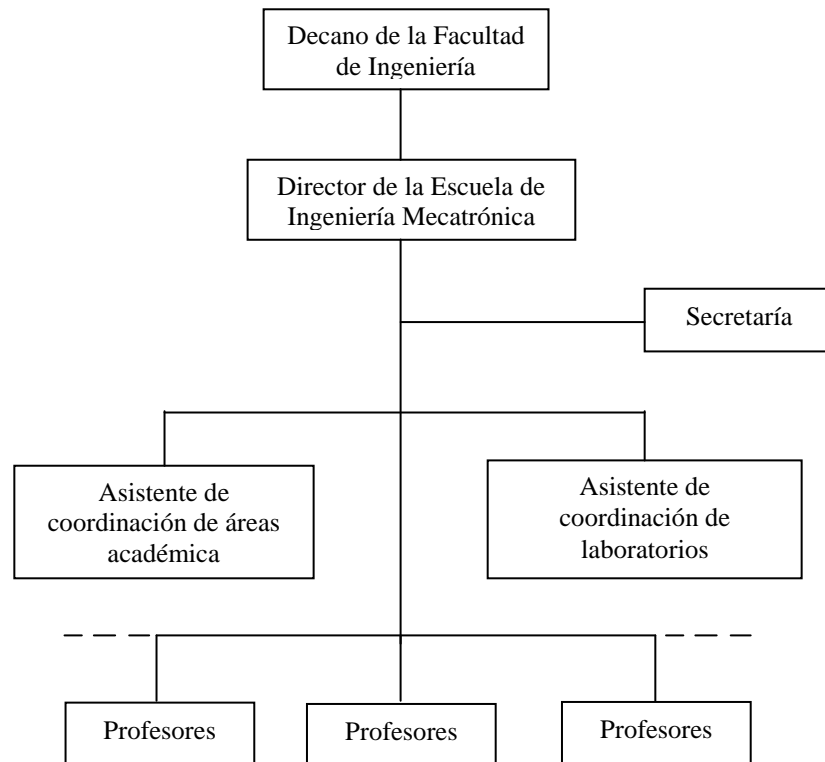 Decano de la Facultad
de Ingeniería
Director de la Escuela de
Ingeniería Mecatrónica
Secretaría
Asistente de
coordinación de áreas
académica
Asistente de
coordinación de
laboratorios
Profesores
Profesores
Profesores